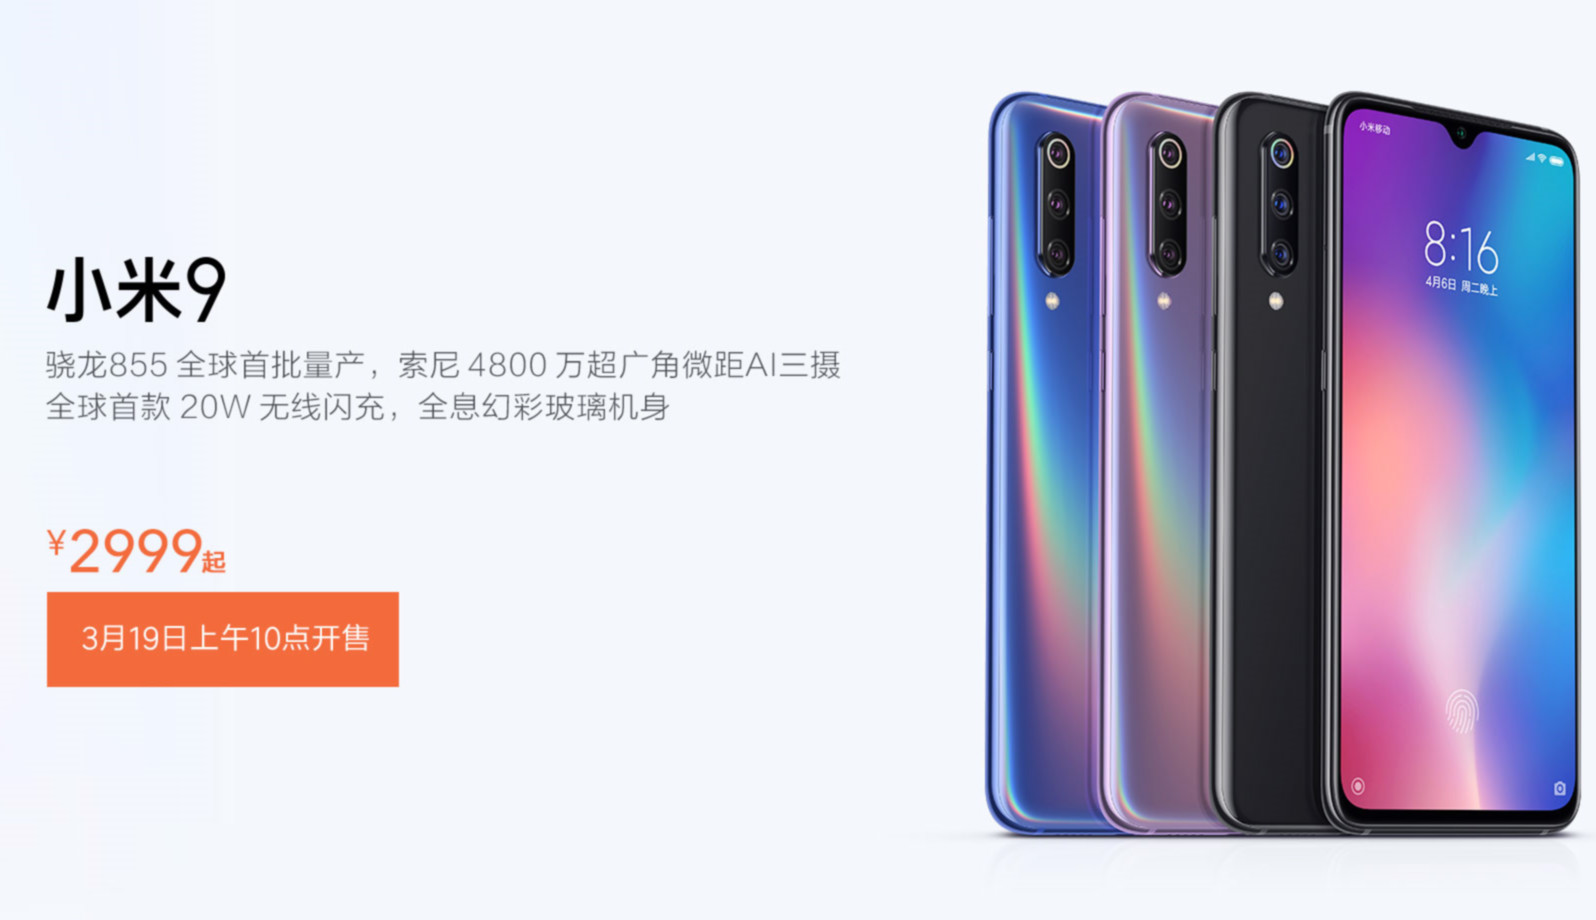 小米9
骁龙855 全球首批量产，索尼 4800 万超广角微距AI三摄
全球首款 20W 无线闪充，全息幻彩玻璃机身
¥2999起
3月19日上午10点开售
小米移动
8:16
4月6日 周二晚上